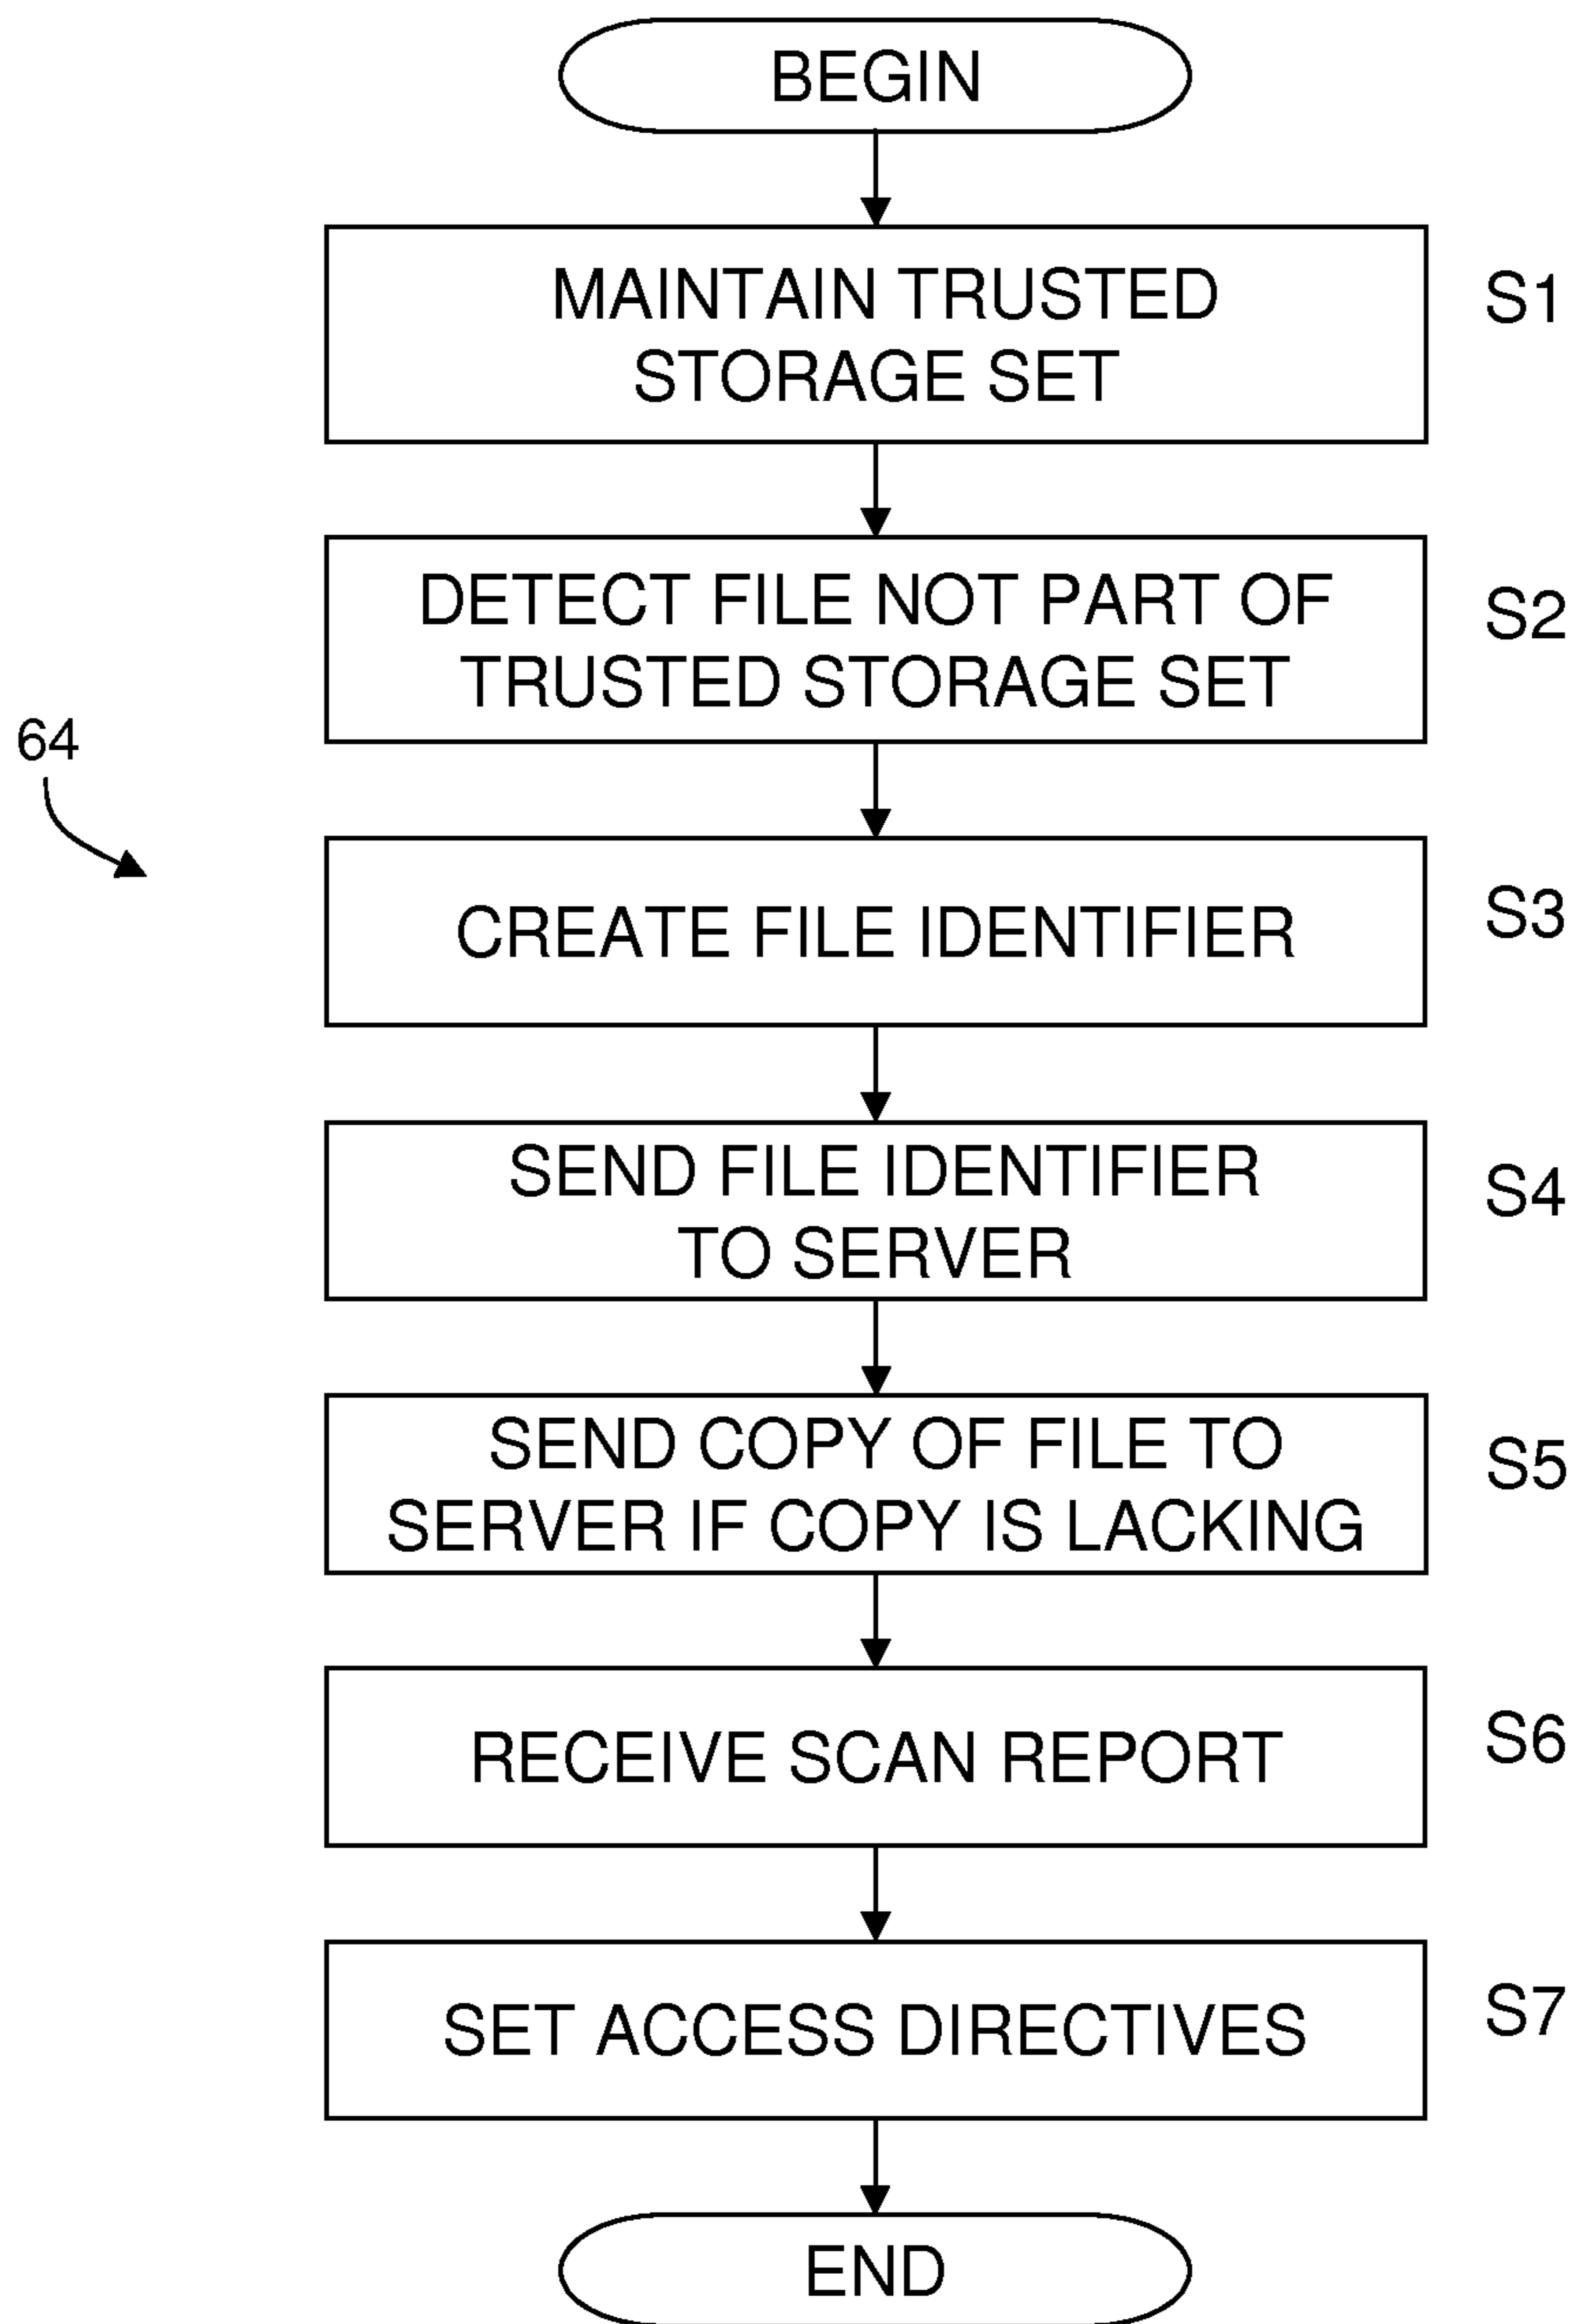 BEGIN
MAINTAIN TRUSTED
STORAGE SET
S1
DETECT FILE NOT PART OF
TRUSTED STORAGE SET
S2
64
CREATE FILE IDENTIFIER
S3
SEND FILE IDENTIFIER
TO SERVER
S4
SEND COPY OF FILE TO
SERVER IF COPY IS LACKING
S5
RECEIVE SCAN REPORT
S6
SET ACCESS DIRECTIVES
S7
END